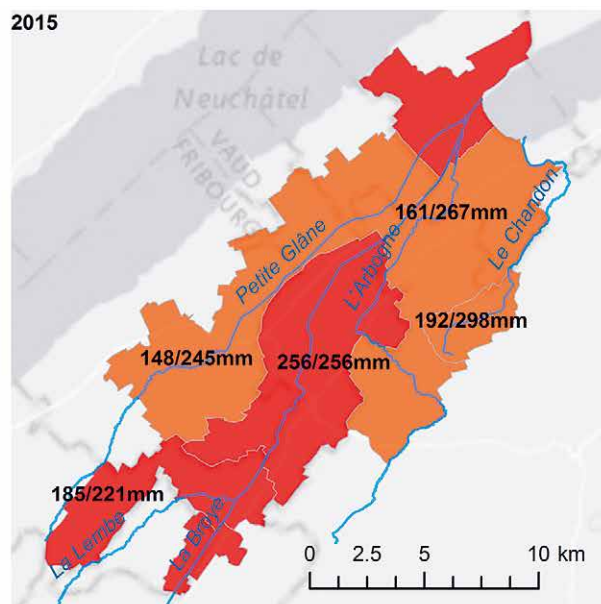 2015
Lac de
Neuchâtel
VAUD
FRIBOURG
161/267mm
Le Chandon
Petite Glâne
L'Arbogne
192/298mm
148/245mm
256/256mm
185/221mm
La Lembe
La Broye
0 2.5 5 10 km